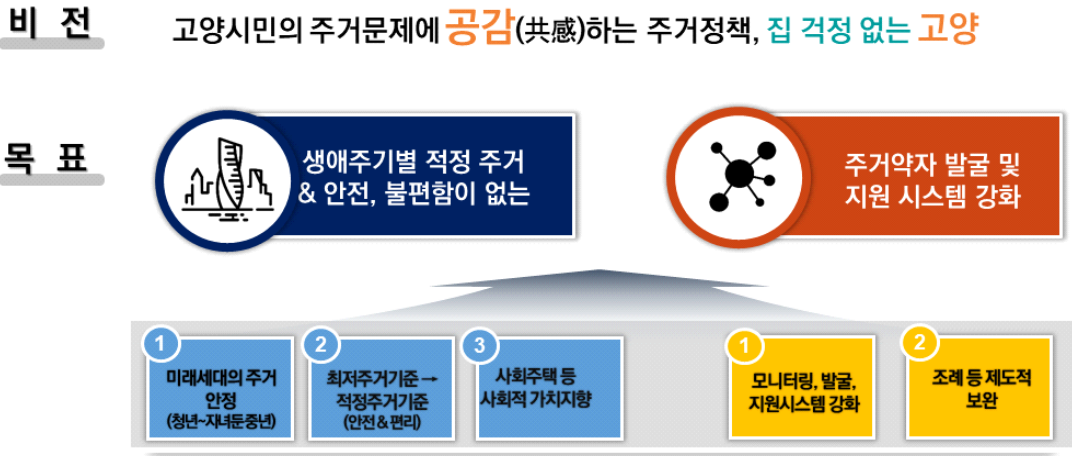 비 전
고양시민의 주거문제에 공감(共感)하는 주거정책, 집 걱정 없는 고양
목 표
생애주기별 적정 주거
& 안전, 불편함이 없는
주거약자 발굴 및
지원 시스템 강화
1
미래세대의 주거
안정
(청년~자녀둔중년)
2
최저주거기준 →
적정주거기준
(안전 & 편리)
3
사회주택 등
사회적 가치지향
1
모니터링, 발굴,
지원시스템 강화
2
조례 등 제도적
보완